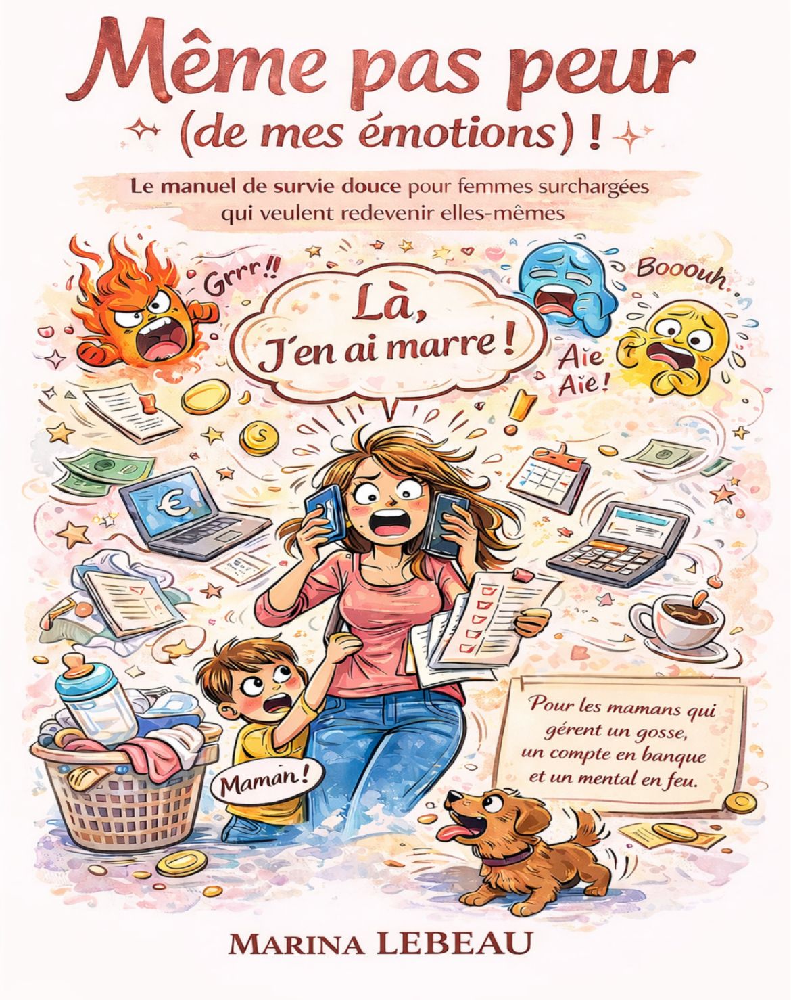 Même pas peur
(de mes émotions) !
Le manuel de survie douce pour femmes surchargées
qui veulent redevenir elles-mêmes
Grrr !!
Booouh.
Là,
J'en ai marre !
Aïe
Aïe !
€
Maman !
Pour les mamans qui
gérent un gosse,
un compte en banque
et un mental en feu.
MARINA LEBEAU